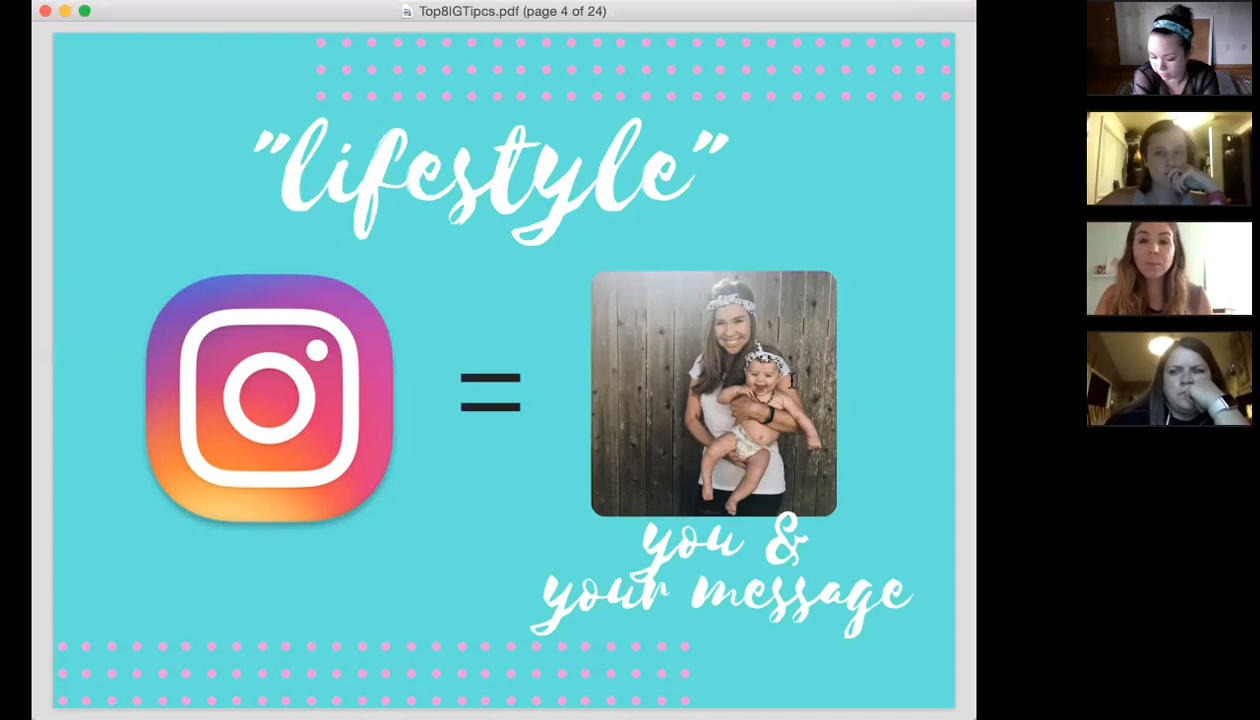 Top8IGTipcs.pdf (page 4 of 24)
"lifestyle"
=
you &
your message